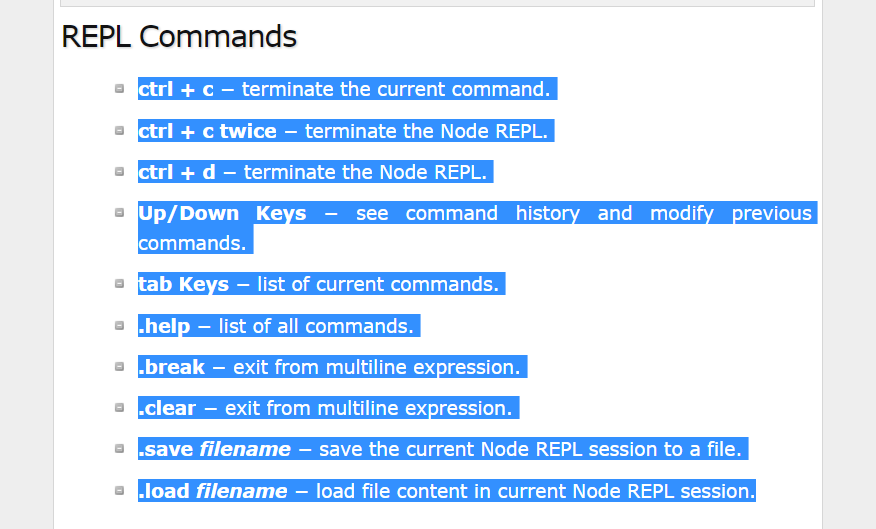 REPL Commands
ctrl + c − terminate the current command.
ctrl + c twice − terminate the Node REPL.
ctrl + d − terminate the Node REPL.
Up/Down Keys − see command history and modify previous
commands.
tab Keys − list of current commands.
.help − list of all commands.
.break − exit from multiline expression.
.clear − exit from multiline expression.
.save filename − save the current Node REPL session to a file.
.load filename − load file content in current Node REPL session.